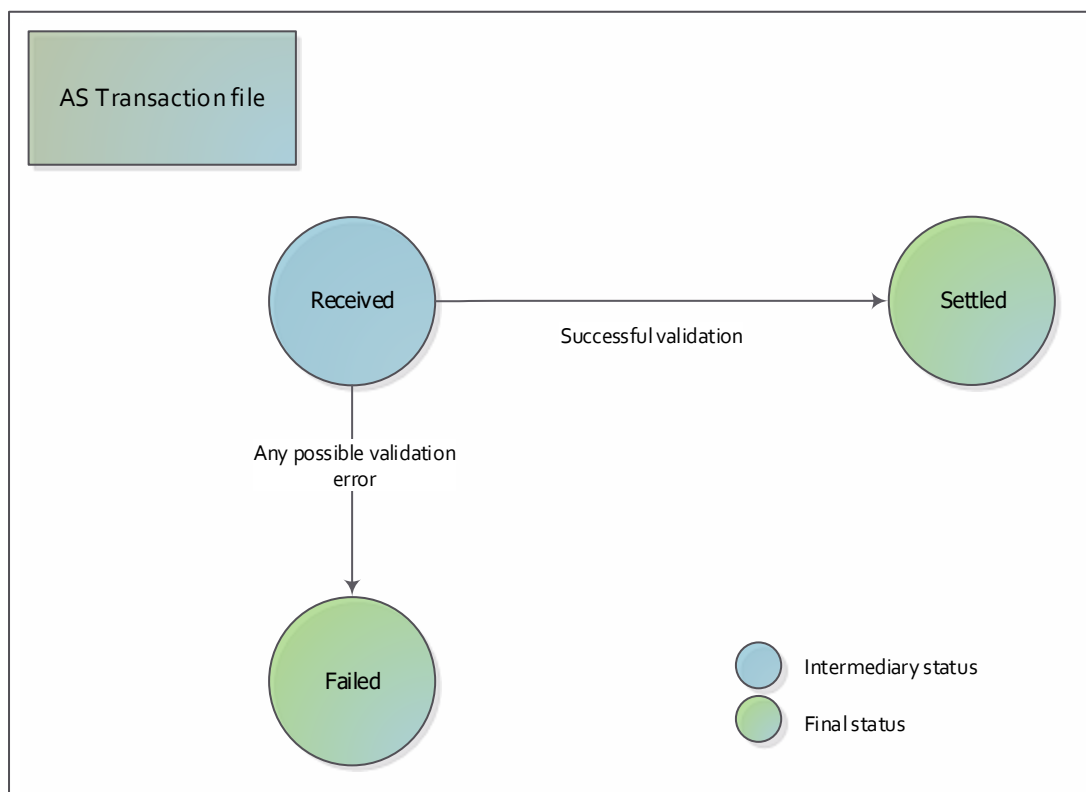 AS Transaction file
Received
Settled
Successful validation
Any possible validation
error
Failed
Intermediary status
Final status